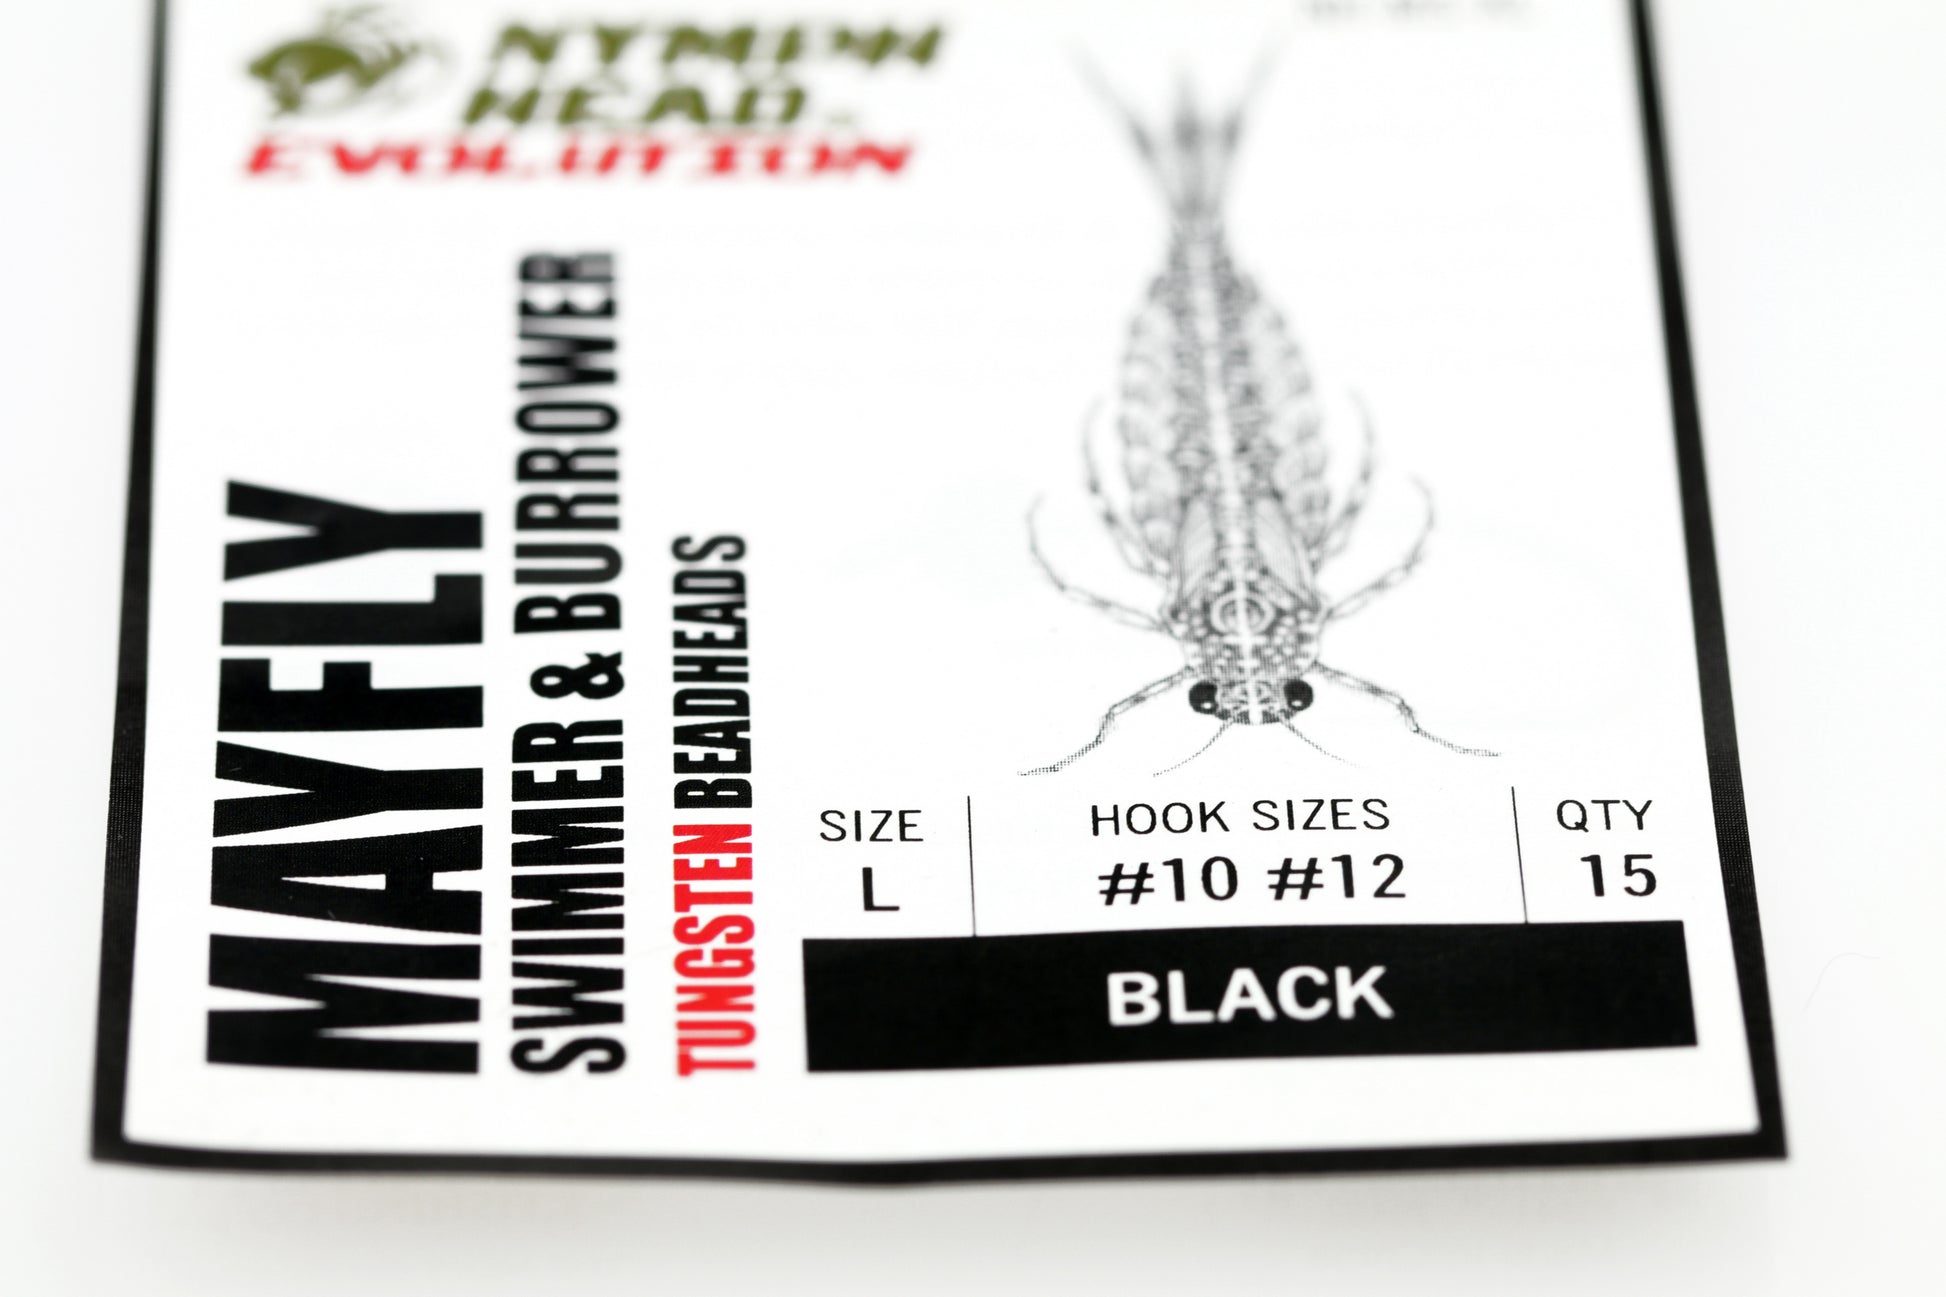 NYMPH
HEAD
EVOLUTION
MAYFLY
SWIMMER & BURROWER
TUNGSTEN BEADHEADS
SIZE
L
HOOK SIZES
#10 #12
QTY
15
BLACK